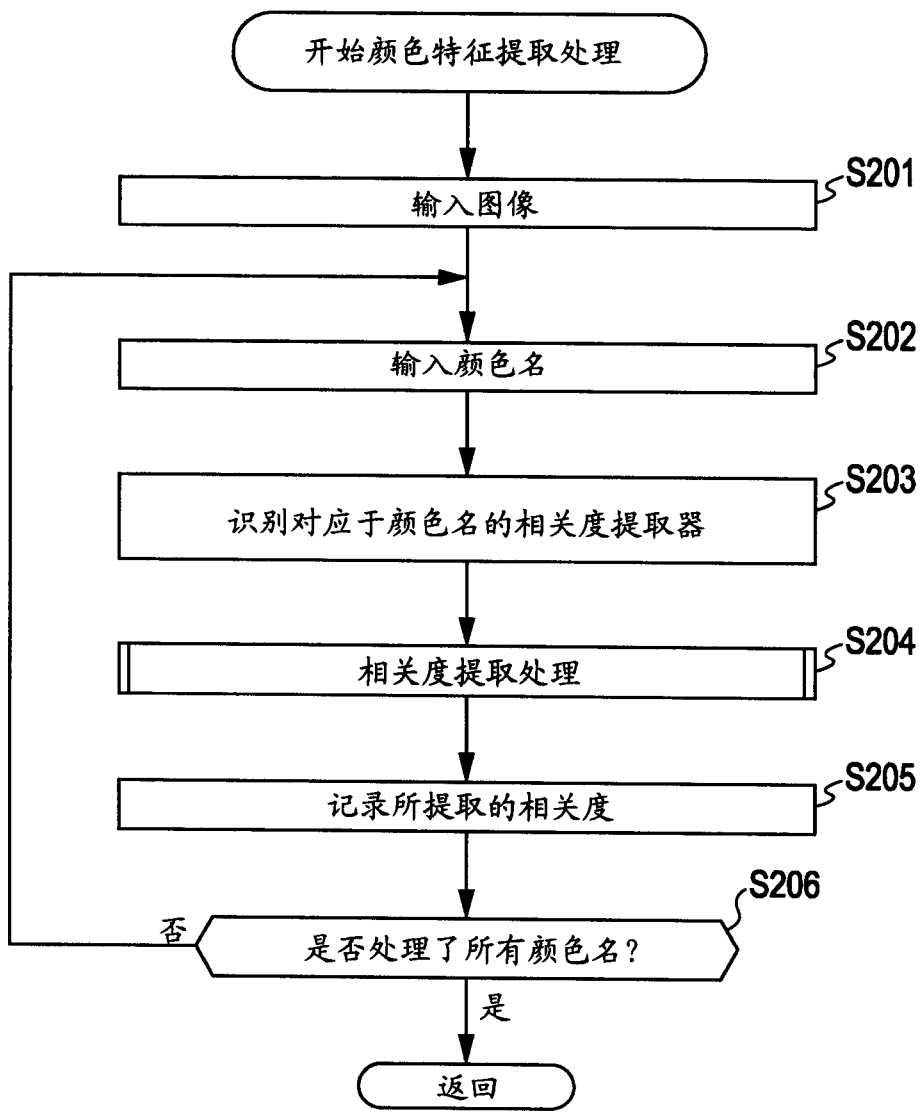 开始颜色特征提取处理
S201
输入图像
S202
输入颜色名
S203
识别对应于颜色名的相关度提取器
S204
相关度提取处理
S205
记录所提取的相关度
S206
否
是否处理了所有颜色名?
是
返回